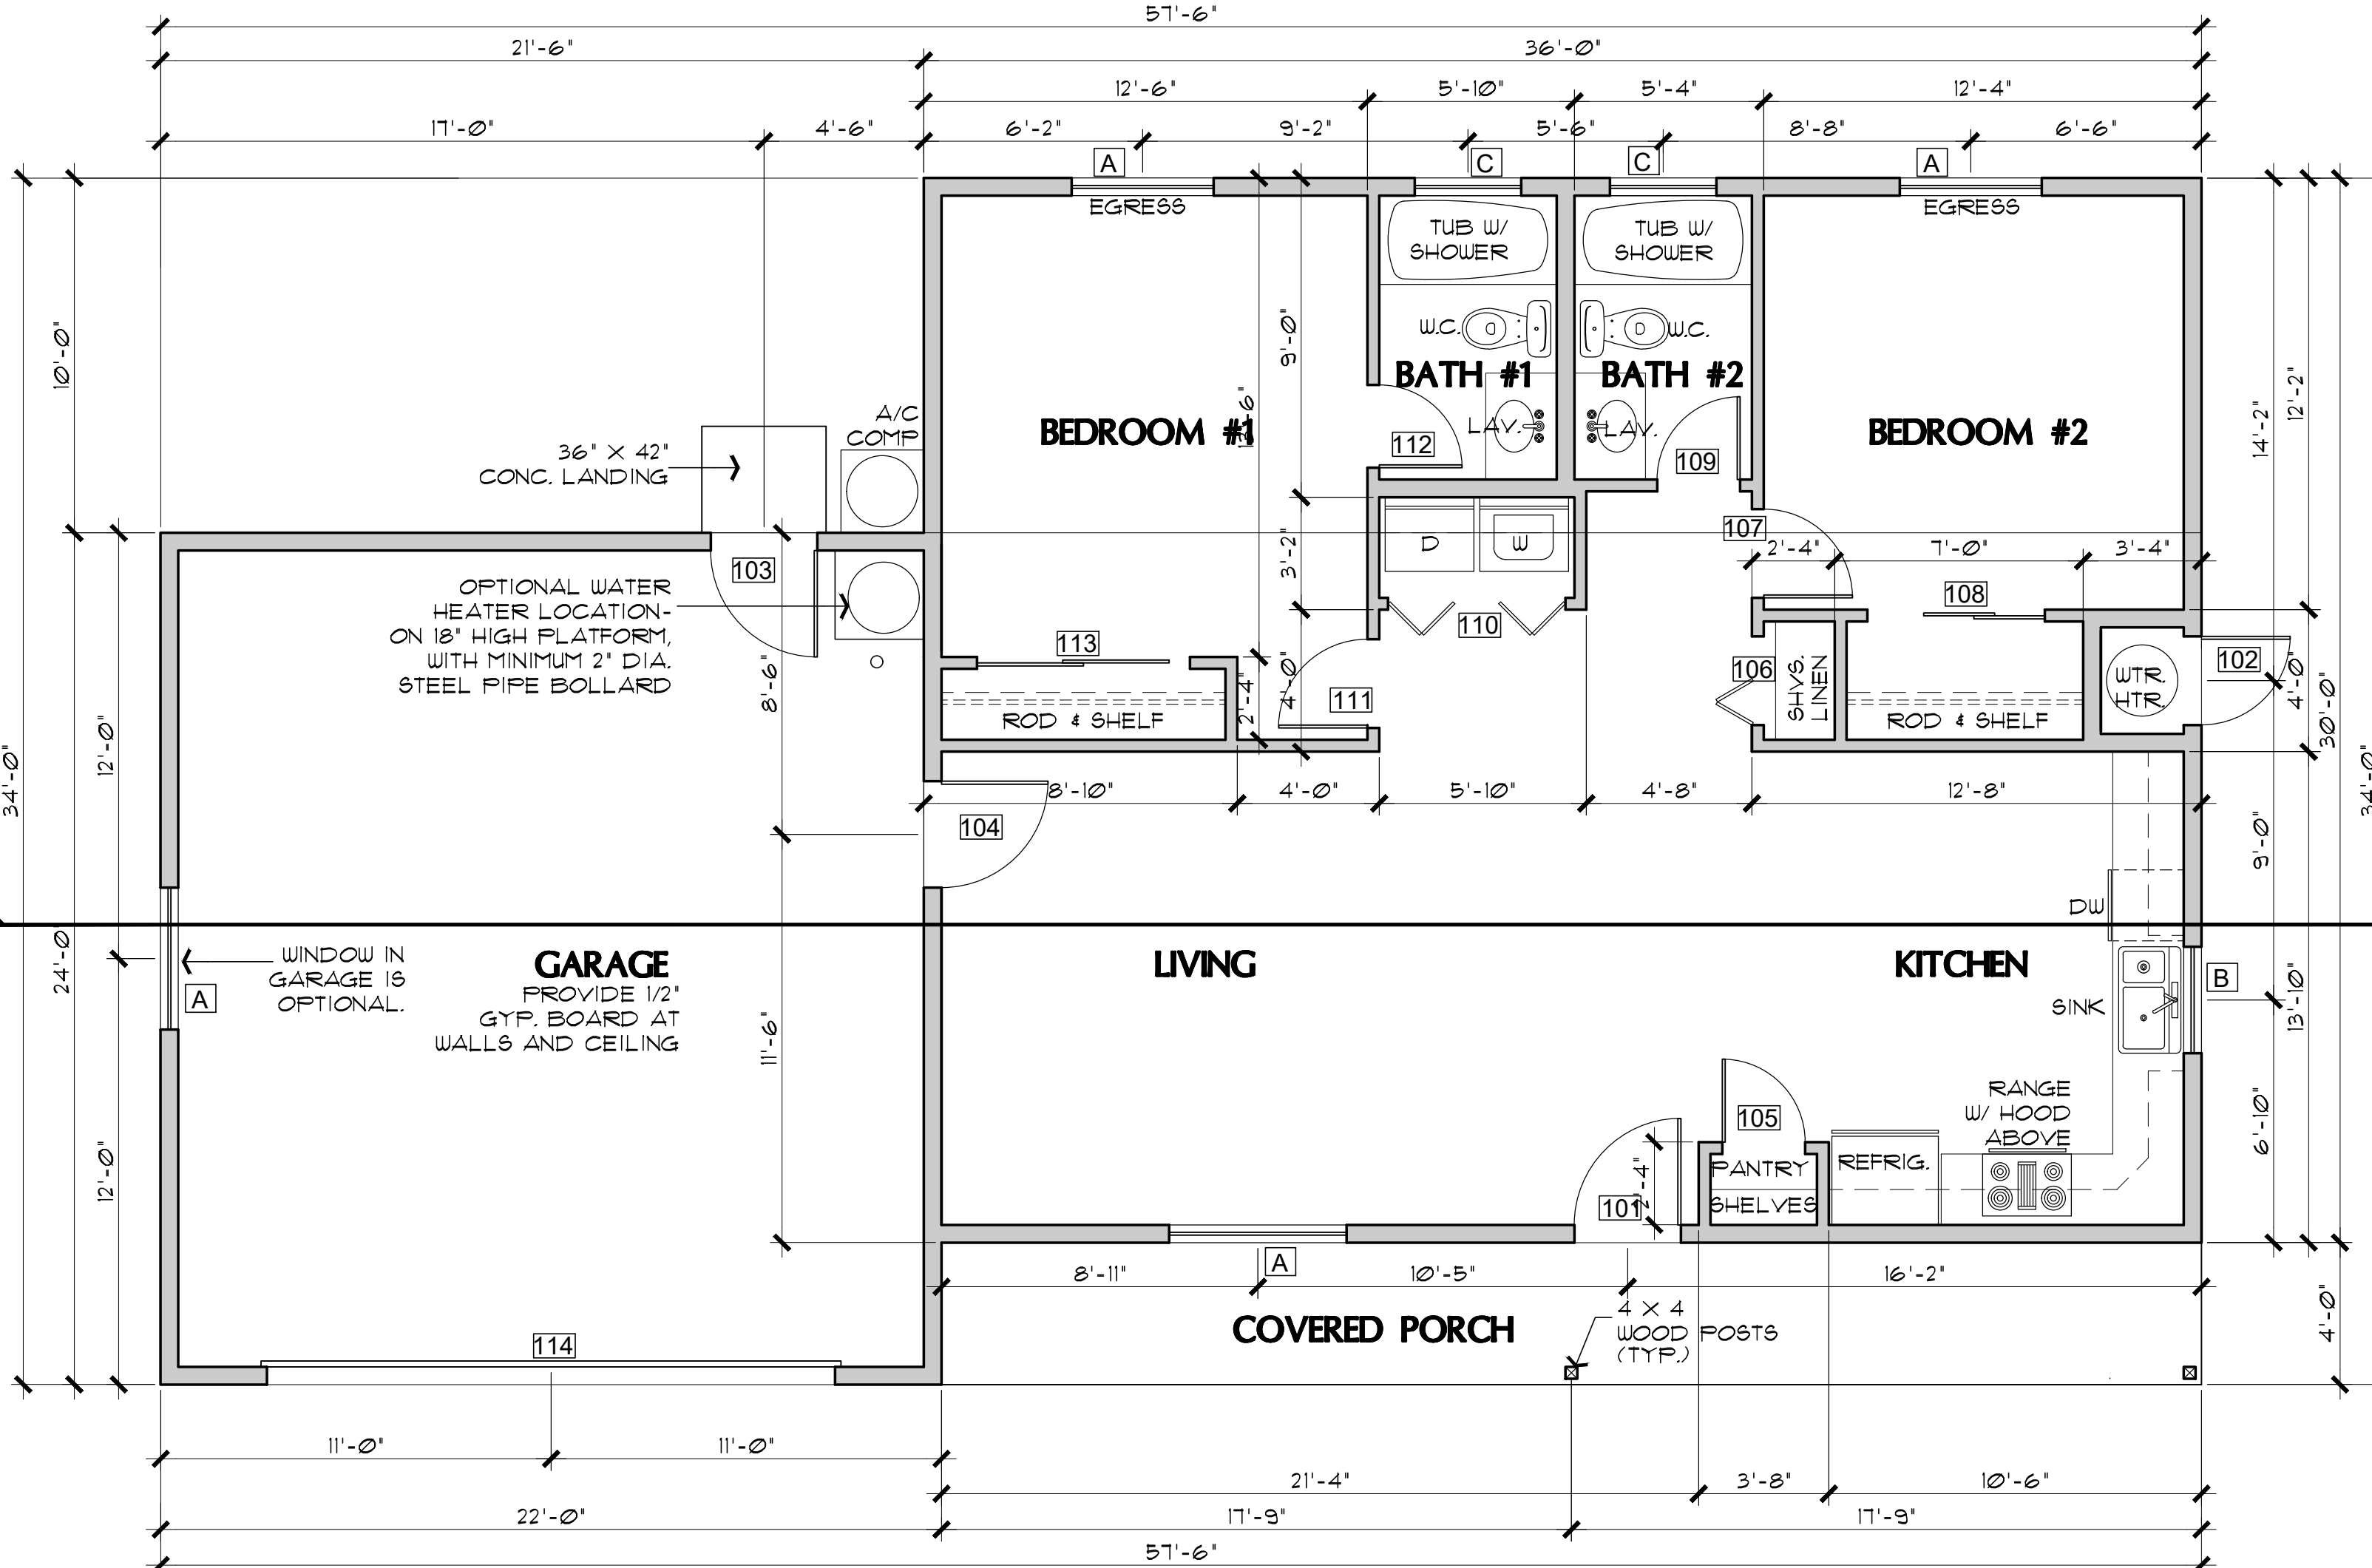 57'-6"
21'-6"
36'-0"
12'-6"
5'-10"
5'-4"
12'-4"
17'-0"
4'-6"
6'-2"
9'-2"
5'-6"
8'-8"
6'-6"
A
C
C
A
EGRESS
EGRESS
TUB W/
SHOWER
TUB W/
SHOWER
W.C.
W.C.
10'-0"
9'-0"
BATH #1
BATH #2
12'-2"
14'-2"
A/C
COMP
BEDROOM #1
LAV.
LAV.
BEDROOM #2
36" X 42"
CONC. LANDING
112
109
107
D
W
3'-2"
2'-4"
7'-0"
3'-4"
103
OPTIONAL WATER
HEATER LOCATION-
ON 18" HIGH PLATFORM,
WITH MINIMUM 2" DIA.
STEEL PIPE BOLLARD
108
110
113
8'-6"
2'-4"
4'-0"
111
106
SHVS.
LINEN
WTR.
HTR.
102
4'-0"
30'-0"
34'-0"
12'-0"
ROD & SHELF
ROD & SHELF
34'-0"
8'-10"
4'-0"
5'-10"
4'-8"
12'-8"
104
9'-0"
DW
24'-0"
WINDOW IN
GARAGE IS
OPTIONAL.
A
GARAGE
PROVIDE 1/2"
GYP. BOARD AT
WALLS AND CEILING
LIVING
KITCHEN
SINK
B
13'-10"
11'-6"
12'-0"
RANGE
W/ HOOD
ABOVE
6'-10"
105
PANTRY
SHELVES
REFRIG.
101
2'-4"
8'-11"
A
10'-5"
16'-2"
COVERED PORCH
4 X 4
WOOD POSTS
(TYP.)
4'-0"
114
11'-0"
11'-0"
21'-4"
3'-8"
10'-6"
22'-0"
17'-9"
17'-9"
57'-6"